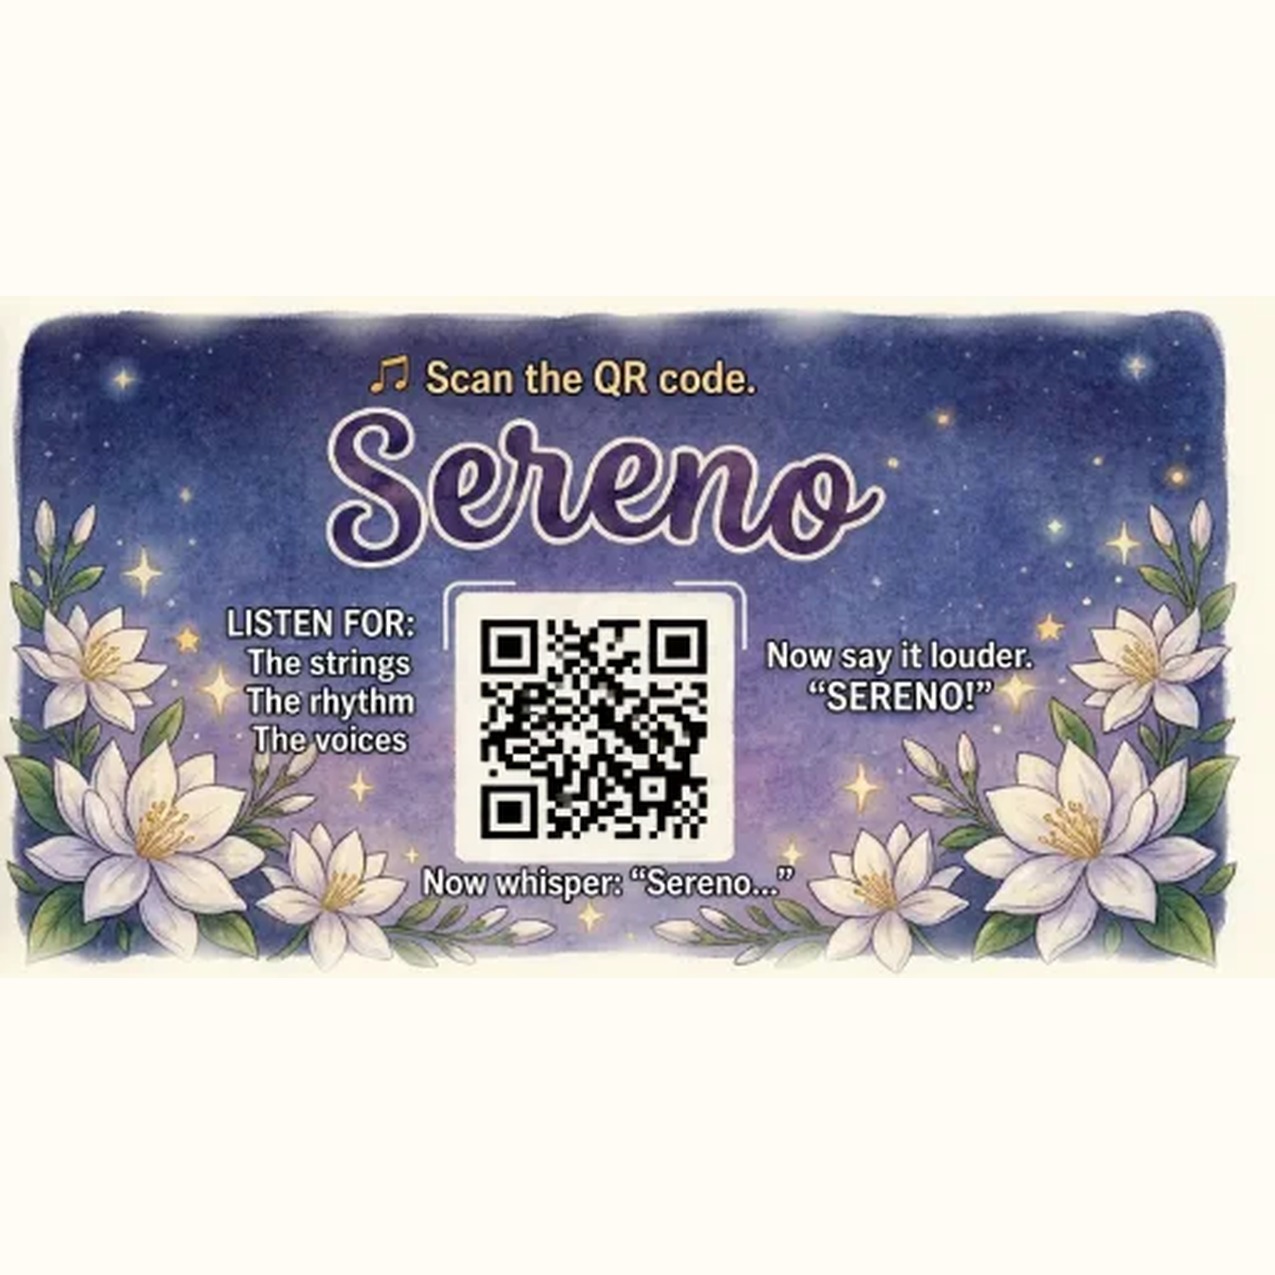 Scan the QR code.
Sereno
LISTEN FOR:
The strings
The rhythm
The voices
Now say it louder.
“SERENO!”
Now whisper: “Sereno...”